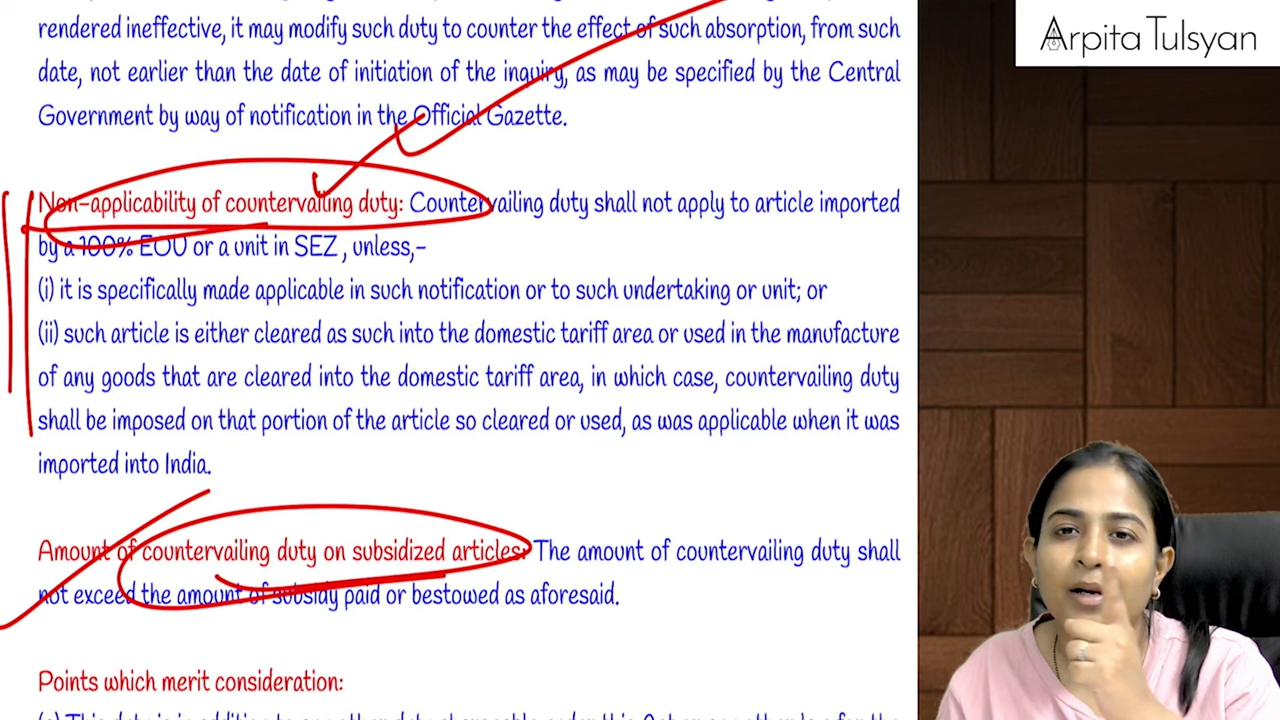 Arpita Tulsyan
rendered ineffective, it may modify such duty to counter the effect of such absorption, from such
date, not earlier than the date of initiation of the inquiry, as may be specified by the Central
Government by way of notification in the Official Gazette.
Non-applicability of countervailing duty: Countervailing duty shall not apply to article imported
by a 100% EOU or a unit in SEZ , unless,-
(i) it is specifically made applicable in such notification or to such undertaking or unit; or
(ii) such article is either cleared as such into the domestic tariff area or used in the manufacture
of any goods that are cleared into the domestic tariff area, in which case, countervailing duty
shall be imposed on that portion of the article so cleared or used, as was applicable when it was
imported into India.
Amount of countervailing duty on subsidized articles: The amount of countervailing duty shall
not exceed the amount of subsidy paid or bestowed as aforesaid.
Points which merit consideration: